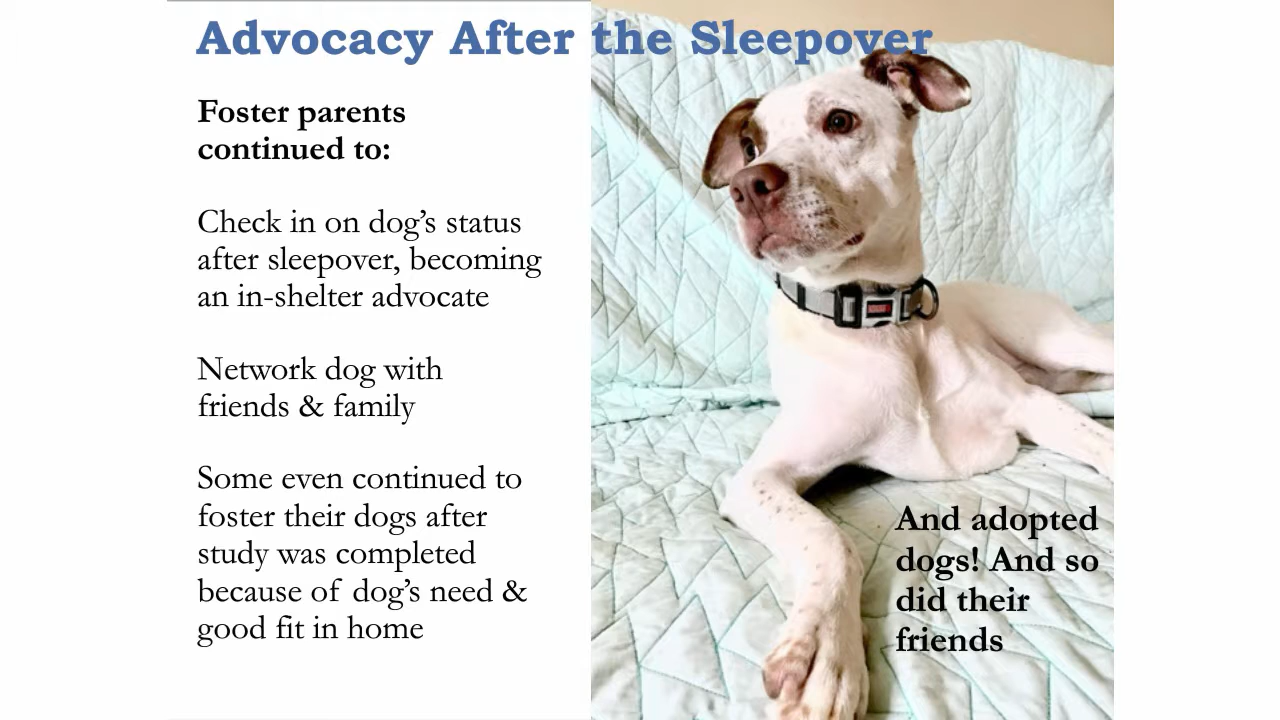 Advocacy After the Sleepover
Foster parents
continued to:
Check in on dog’s status
after sleepover, becoming
an in-shelter advocate
Network dog with
friends & family
Some even continued to
foster their dogs after
study was completed
because of dog’s need &
good fit in home
And adopted
dogs! And so
did their
friends